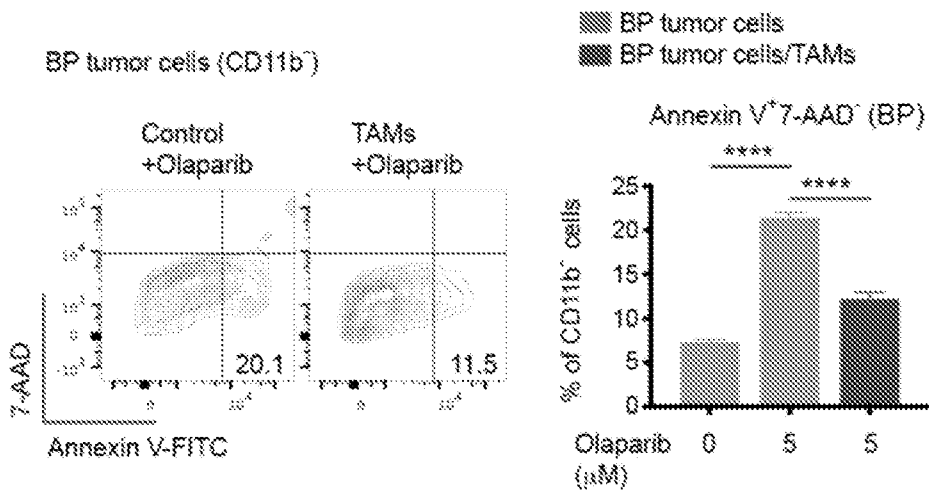 BP tumor cells (CD11b⁻)
Control
+Olaparib
TAMs
+Olaparib
20.1
11.5
7-AAD
Annexin V-FITC
BP tumor cells
BP tumor cells/TAMs
Annexin V⁺7-AAD⁻ (BP)
****
****
% of CD11b⁻ cells
25
20
15
10
5
0
Olaparib 0 5 5
(µM)